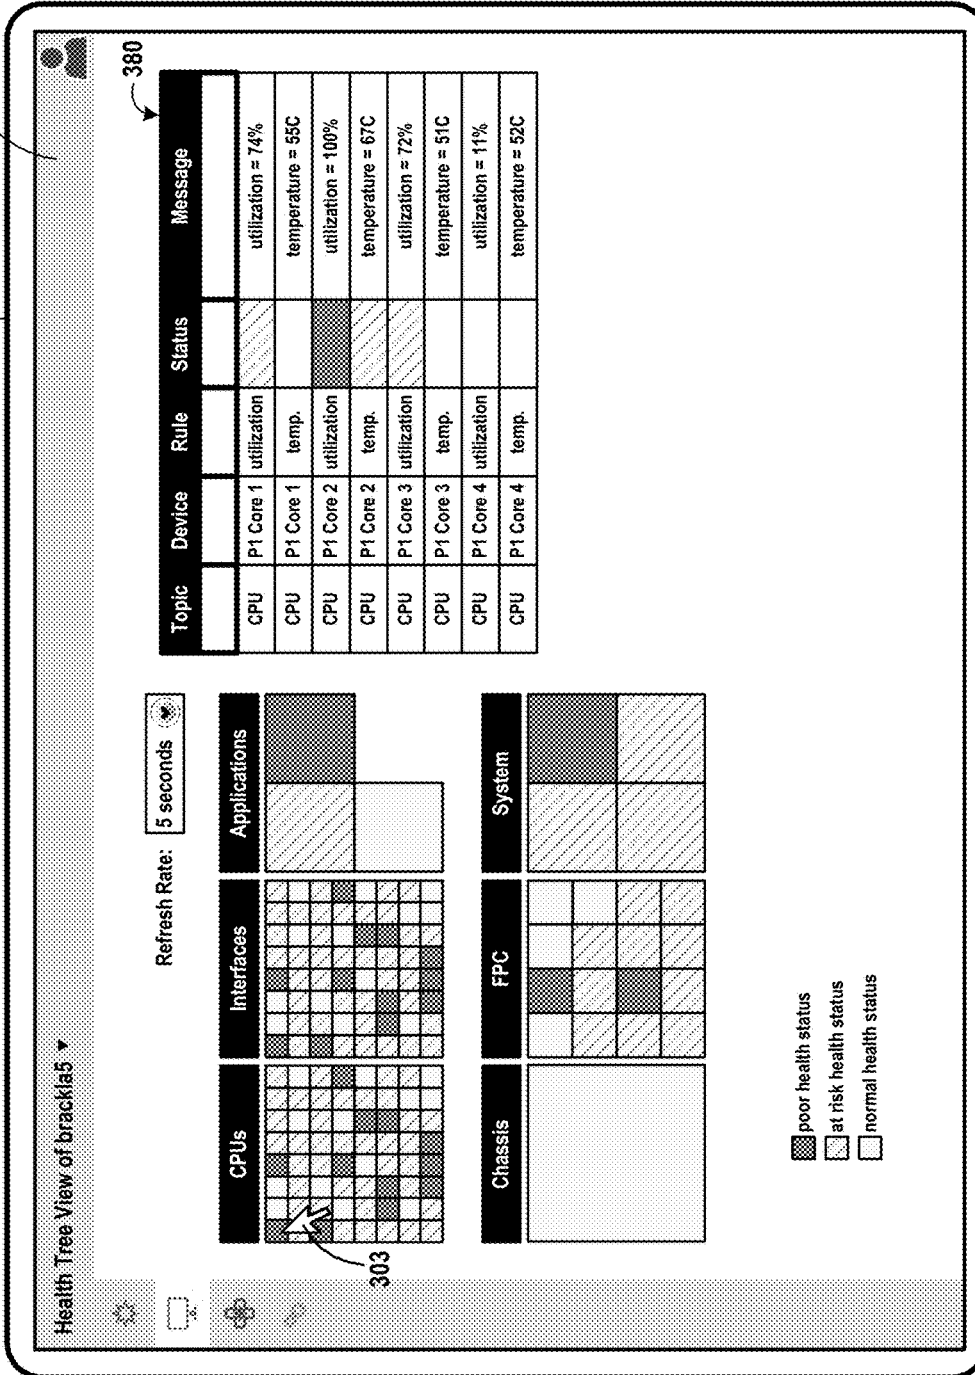 Health Tree View of brackla5 ▼
Refresh Rate: 5 seconds
CPUs Interfaces Applications
303
Chassis FPC System
poor health status
at risk health status
normal health status
380
Topic Device Rule Status Message
CPU P1 Core 1 utilization utilization = 74%
CPU P1 Core 1 temp. temperature = 55C
CPU P1 Core 2 utilization utilization = 100%
CPU P1 Core 2 temp. temperature = 67C
CPU P1 Core 3 utilization utilization = 72%
CPU P1 Core 3 temp. temperature = 51C
CPU P1 Core 4 utilization utilization = 11%
CPU P1 Core 4 temp. temperature = 52C